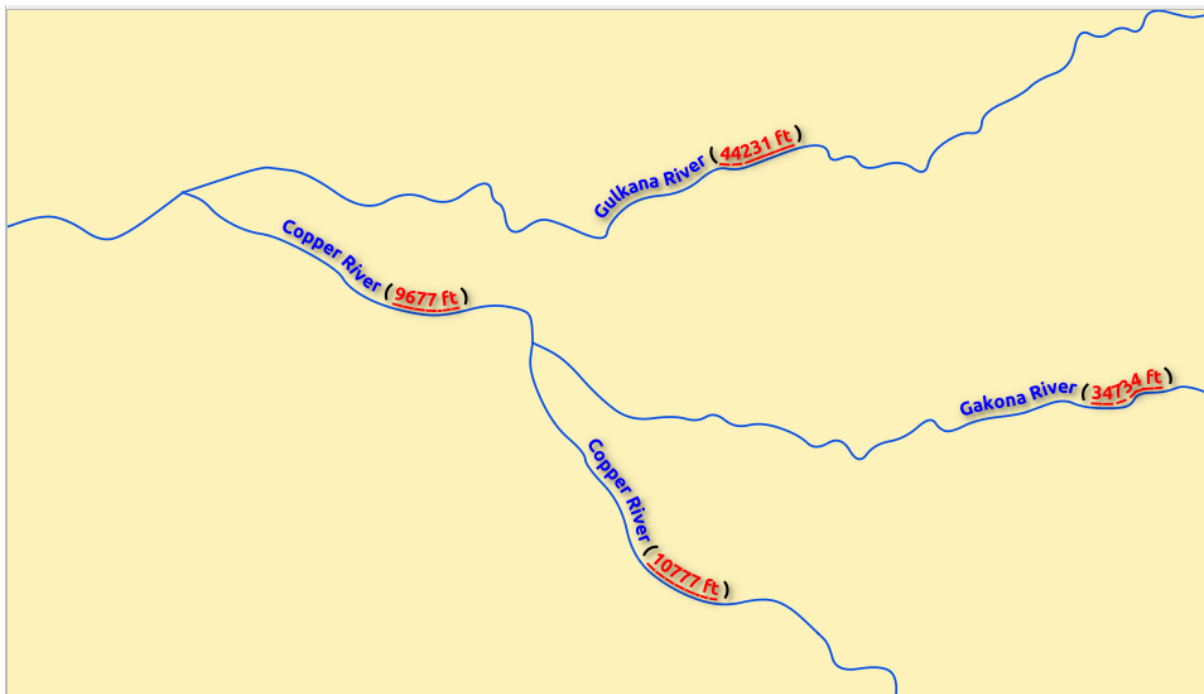 Gulkana River (44231 ft)
Copper River (9677 ft)
Gakona River (34734 ft)
Copper River (10777 ft)